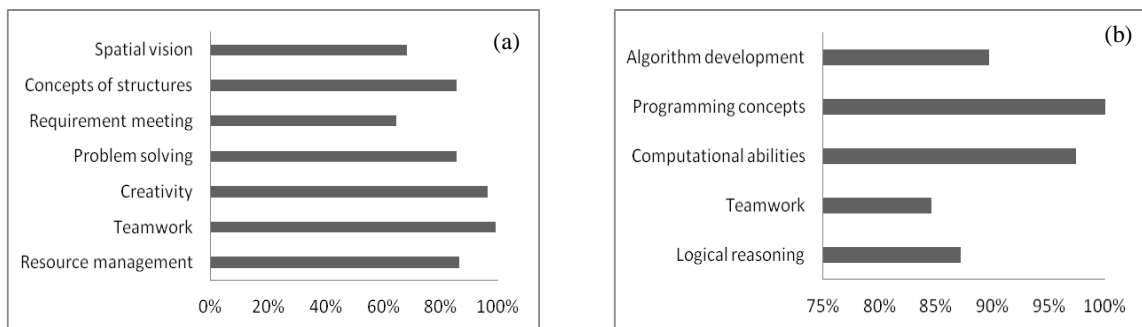 (a)
Spatial vision
Concepts of structures
Requirement meeting
Problem solving
Creativity
Teamwork
Resource management
0% 20% 40% 60% 80% 100%
(b)
Algorithm development
Programming concepts
Computational abilities
Teamwork
Logical reasoning
75% 80% 85% 90% 95% 100%